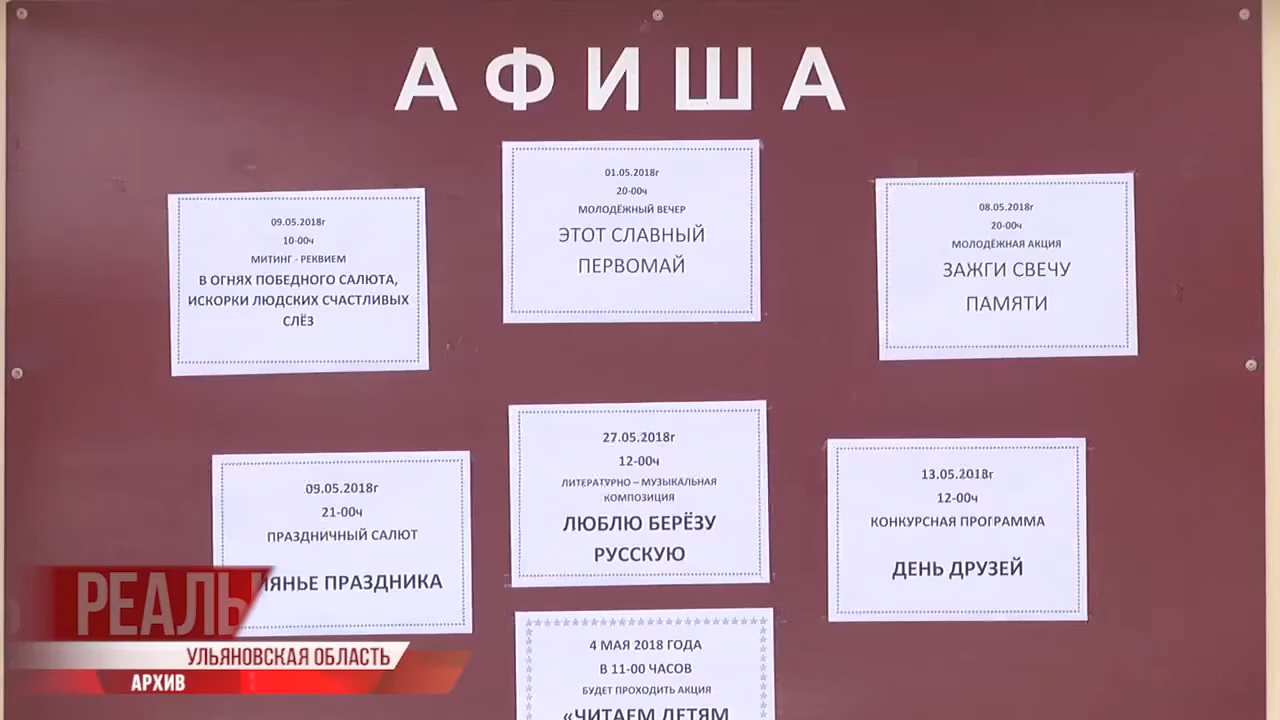 АФИША
09.05.2018г
10-00ч
МИТИНГ - РЕКВИЕМ
В ОГНЯХ ПОБЕДНОГО САЛЮТА,
ИСКОРКИ ЛЮДСКИХ СЧАСТЛИВЫХ
СЛЁЗ
01.05.2018г
20-00ч
МОЛОДЁЖНЫЙ ВЕЧЕР
ЭТОТ СЛАВНЫЙ
ПЕРВОМАЙ
08.05.2018г
20-00ч
МОЛОДЁЖНАЯ АКЦИЯ
ЗАЖГИ СВЕЧУ
ПАМЯТИ
09.05.2018г
21-00ч
ПРАЗДНИЧНЫЙ САЛЮТ
ПРАЗДНИКА
27.05.2018г
12-00ч
ЛИТЕРАТУРНО – МУЗЫКАЛЬНАЯ
КОМПОЗИЦИЯ
ЛЮБЛЮ БЕРЁЗУ
РУССКУЮ
13.05.2018г
12-00ч
КОНКУРСНАЯ ПРОГРАММА
ДЕНЬ ДРУЗЕЙ
4 МАЯ 2018 ГОДА
В 11-00 ЧАСОВ
БУДЕТ ПРОХОДИТЬ АКЦИЯ
«ЧИТАЕМ ДЕТЯМ
РЕАЛЬ
УЛЬЯНОВСКАЯ ОБЛАСТЬ
АРХИВ